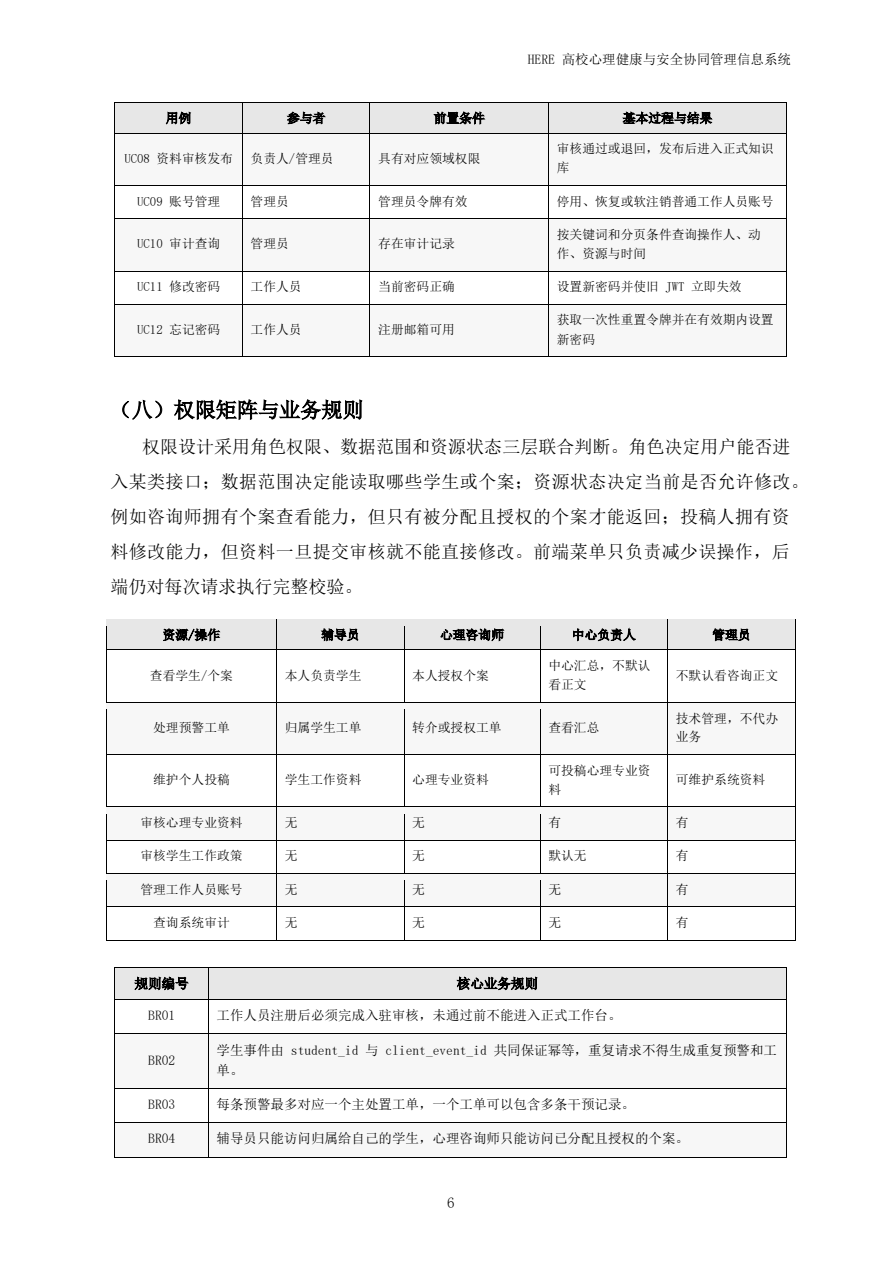 HERE 高校心理健康与安全协同管理信息系统
用例 参与者 前置条件 基本过程与结果
UC08 资料审核发布 负责人/管理员 具有对应领域权限 审核通过或退回，发布后进入正式知识
库
UC09 账号管理 管理员 管理员令牌有效 停用、恢复或软注销普通工作人员账号
UC10 审计查询 管理员 存在审计记录 按关键词和分页条件查询操作人、动
作、资源与时间
UC11 修改密码 工作人员 当前密码正确 设置新密码并使旧 JWT 立即失效
UC12 忘记密码 工作人员 注册邮箱可用 获取一次性重置令牌并在有效期内设置
新密码
（八）权限矩阵与业务规则
权限设计采用角色权限、数据范围和资源状态三层联合判断。角色决定用户能否进
入某类接口；数据范围决定能读取哪些学生或个案；资源状态决定当前是否允许修改。
例如咨询师拥有个案查看能力，但只有被分配且授权的个案才能返回；投稿人拥有资
料修改能力，但资料一旦提交审核就不能直接修改。前端菜单只负责减少误操作，后
端仍对每次请求执行完整校验。
资源/操作 辅导员 心理咨询师 中心负责人 管理员
查看学生/个案 本人负责学生 本人授权个案 中心汇总，不默认
看正文 不默认看咨询正文
处理预警工单 归属学生工单 转介或授权工单 查看汇总 技术管理，不代办
业务
维护个人投稿 学生工作资料 心理专业资料 可投稿心理专业资
料 可维护系统资料
审核心理专业资料 无 无 有 有
审核学生工作政策 无 无 默认无 有
管理工作人员账号 无 无 无 有
查询系统审计 无 无 无 有
规则编号 核心业务规则
BR01 工作人员注册后必须完成入驻审核，未通过前不能进入正式工作台。
BR02 学生事件由 student_id 与 client_event_id 共同保证幂等，重复请求不得生成重复预警和工
单。
BR03 每条预警最多对应一个主处置工单，一个工单可以包含多条干预记录。
BR04 辅导员只能访问归属给自己的学生，心理咨询师只能访问已分配且授权的个案。
6